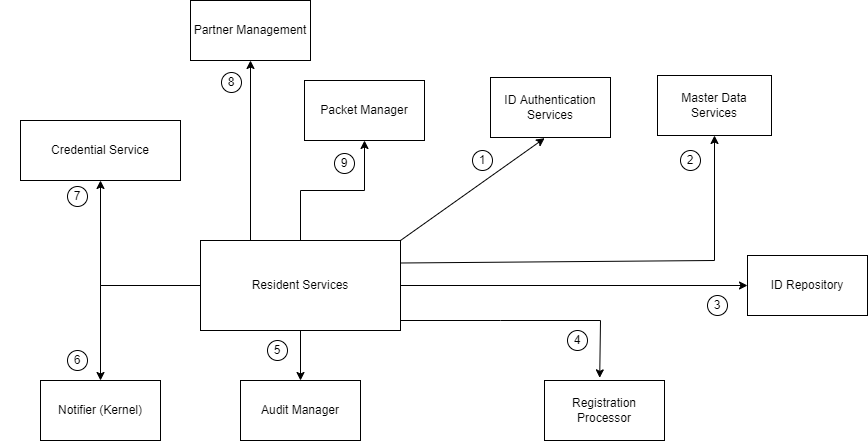 Partner Management
8
Packet Manager
9
ID Authentication
Services
1
Master Data
Services
2
Credential Service
7
Resident Services
ID Repository
3
4
5
6
Notifier (Kernel)
Audit Manager
Registration
Processor